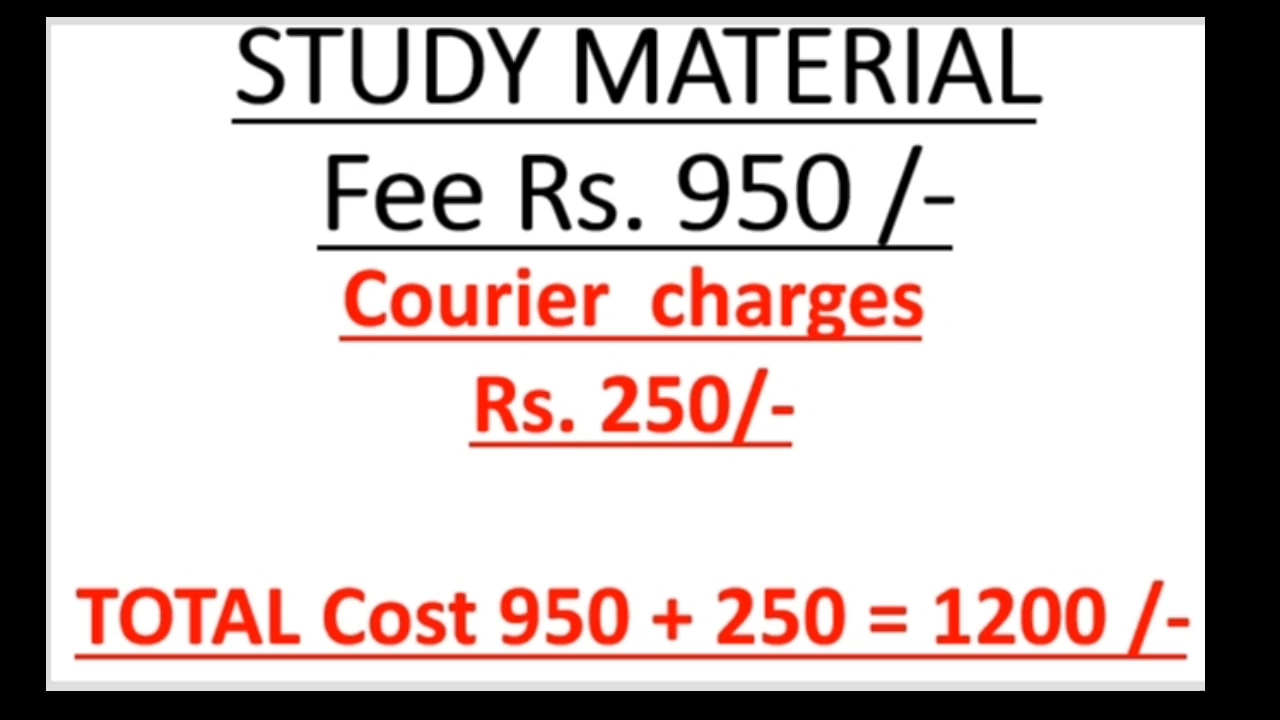 STUDY MATERIAL
Fee Rs. 950 /-
Courier charges
Rs. 250/-
TOTAL Cost 950 + 250 = 1200 /-